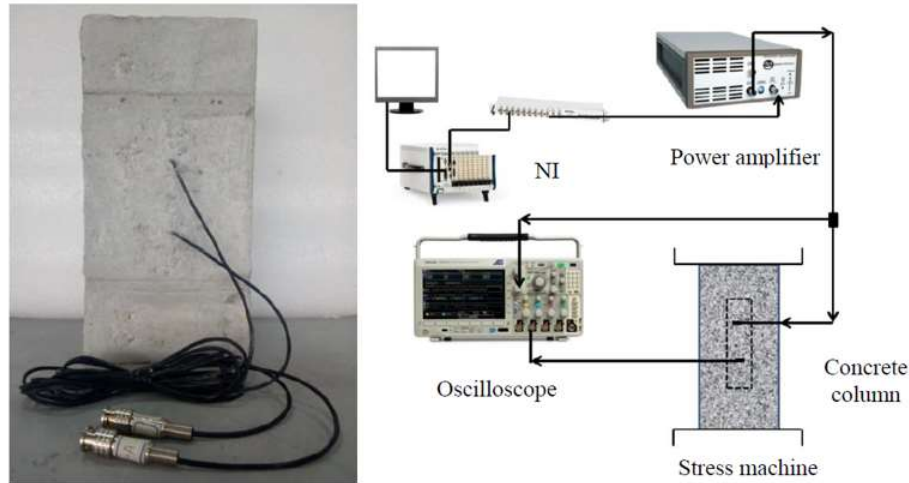 Power amplifier
NI
Oscilloscope
Concrete
column
Stress machine